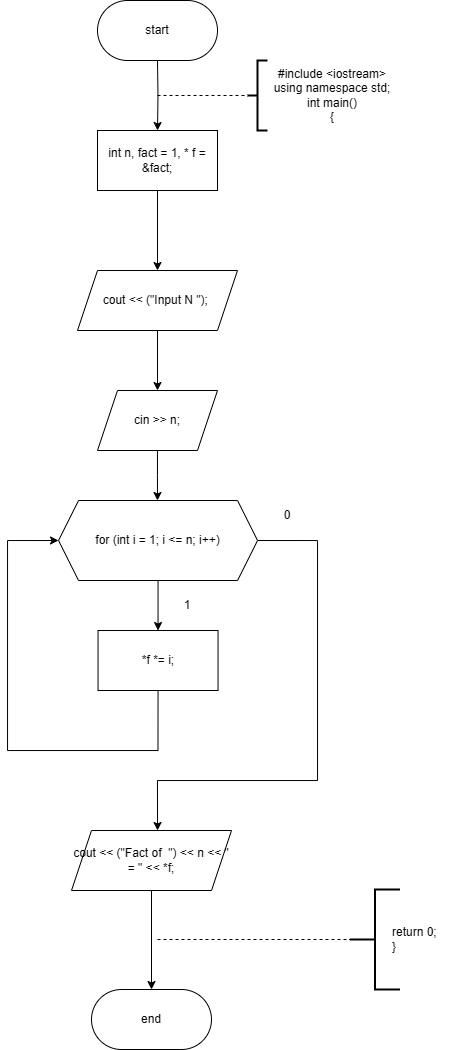 start
#include <iostream>
using namespace std;
int main()
{
int n, fact = 1, * f =
&fact;
cout << ("Input N ");
cin >> n;
0
for (int i = 1; i <= n; i++)
1
*f *= i;
cout << ("Fact of  ") << n << "
= " << *f;
return 0;
}
end